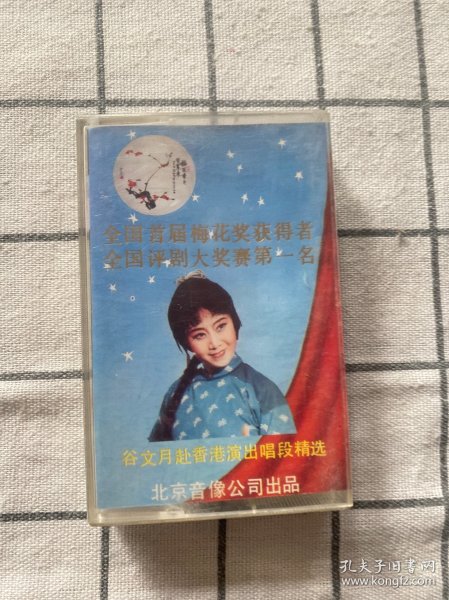 全国首届梅花奖获得者
全国评剧大奖赛第一名
谷文月赴香港演出唱段精选
北京音像公司出品
孔夫子旧书网
www.kongfz.com